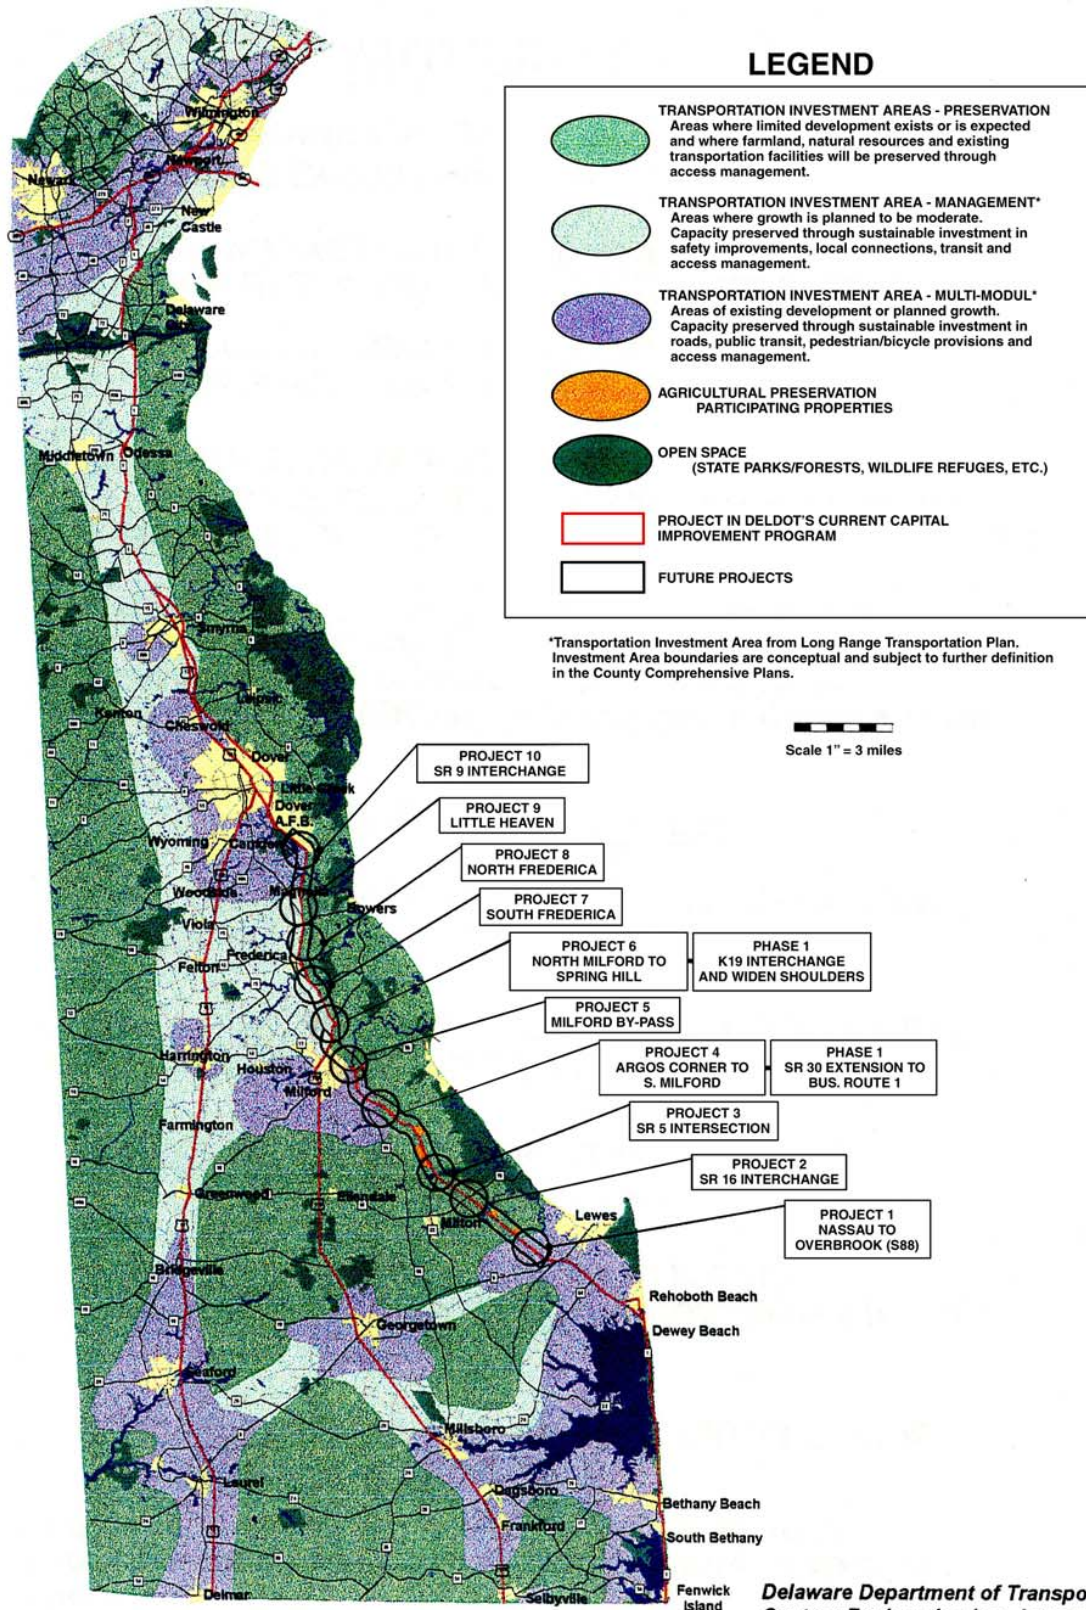 LEGEND
TRANSPORTATION INVESTMENT AREAS - PRESERVATION
Areas where limited development exists or is expected
and where farmland, natural resources and existing
transportation facilities will be preserved through
access management.
TRANSPORTATION INVESTMENT AREA - MANAGEMENT*
Areas where growth is planned to be moderate.
Capacity preserved through sustainable investment in
safety improvements, local connections, transit and
access management.
TRANSPORTATION INVESTMENT AREA - MULTI-MODUL*
Areas of existing development or planned growth.
Capacity preserved through sustainable investment in
roads, public transit, pedestrian/bicycle provisions and
access management.
AGRICULTURAL PRESERVATION
PARTICIPATING PROPERTIES
OPEN SPACE
(STATE PARKS/FORESTS, WILDLIFE REFUGES, ETC.)
PROJECT IN DELDOT'S CURRENT CAPITAL
IMPROVEMENT PROGRAM
FUTURE PROJECTS
*Transportation Investment Area from Long Range Transportation Plan.
Investment Area boundaries are conceptual and subject to further definition
in the County Comprehensive Plans.
Scale 1" = 3 miles
PROJECT 10
SR 9 INTERCHANGE
PROJECT 9
LITTLE HEAVEN
PROJECT 8
NORTH FREDERICA
PROJECT 7
SOUTH FREDERICA
PROJECT 6
NORTH MILFORD TO
SPRING HILL
PHASE 1
K19 INTERCHANGE
AND WIDEN SHOULDERS
PROJECT 5
MILFORD BY-PASS
PROJECT 4
ARGOS CORNER TO
S. MILFORD
PHASE 1
SR 30 EXTENSION TO
BUS. ROUTE 1
PROJECT 3
SR 5 INTERSECTION
PROJECT 2
SR 16 INTERCHANGE
PROJECT 1
NASSAU TO
OVERBROOK (S88)
Wilmington
Newport
Newark
New
Castle
Delaware
Middletown
Odessa
Smyrna
Leipsic
Kenton
Cheswold
Dover
Little Creek
Dover
A.F.B.
Wyoming
Camden
Woodside
Magnolia
Bowers
Viola
Frederica
Felton
Harrington
Houston
Milford
Farmington
Greenwood
Ellendale
Milton
Lewes
Bridgeville
Rehoboth Beach
Georgetown
Dewey Beach
Seaford
Millsboro
Laurel
Dagsboro
Bethany Beach
Frankford
South Bethany
Delmar
Selbyville
Fenwick
Island
Delaware Department of Transpo